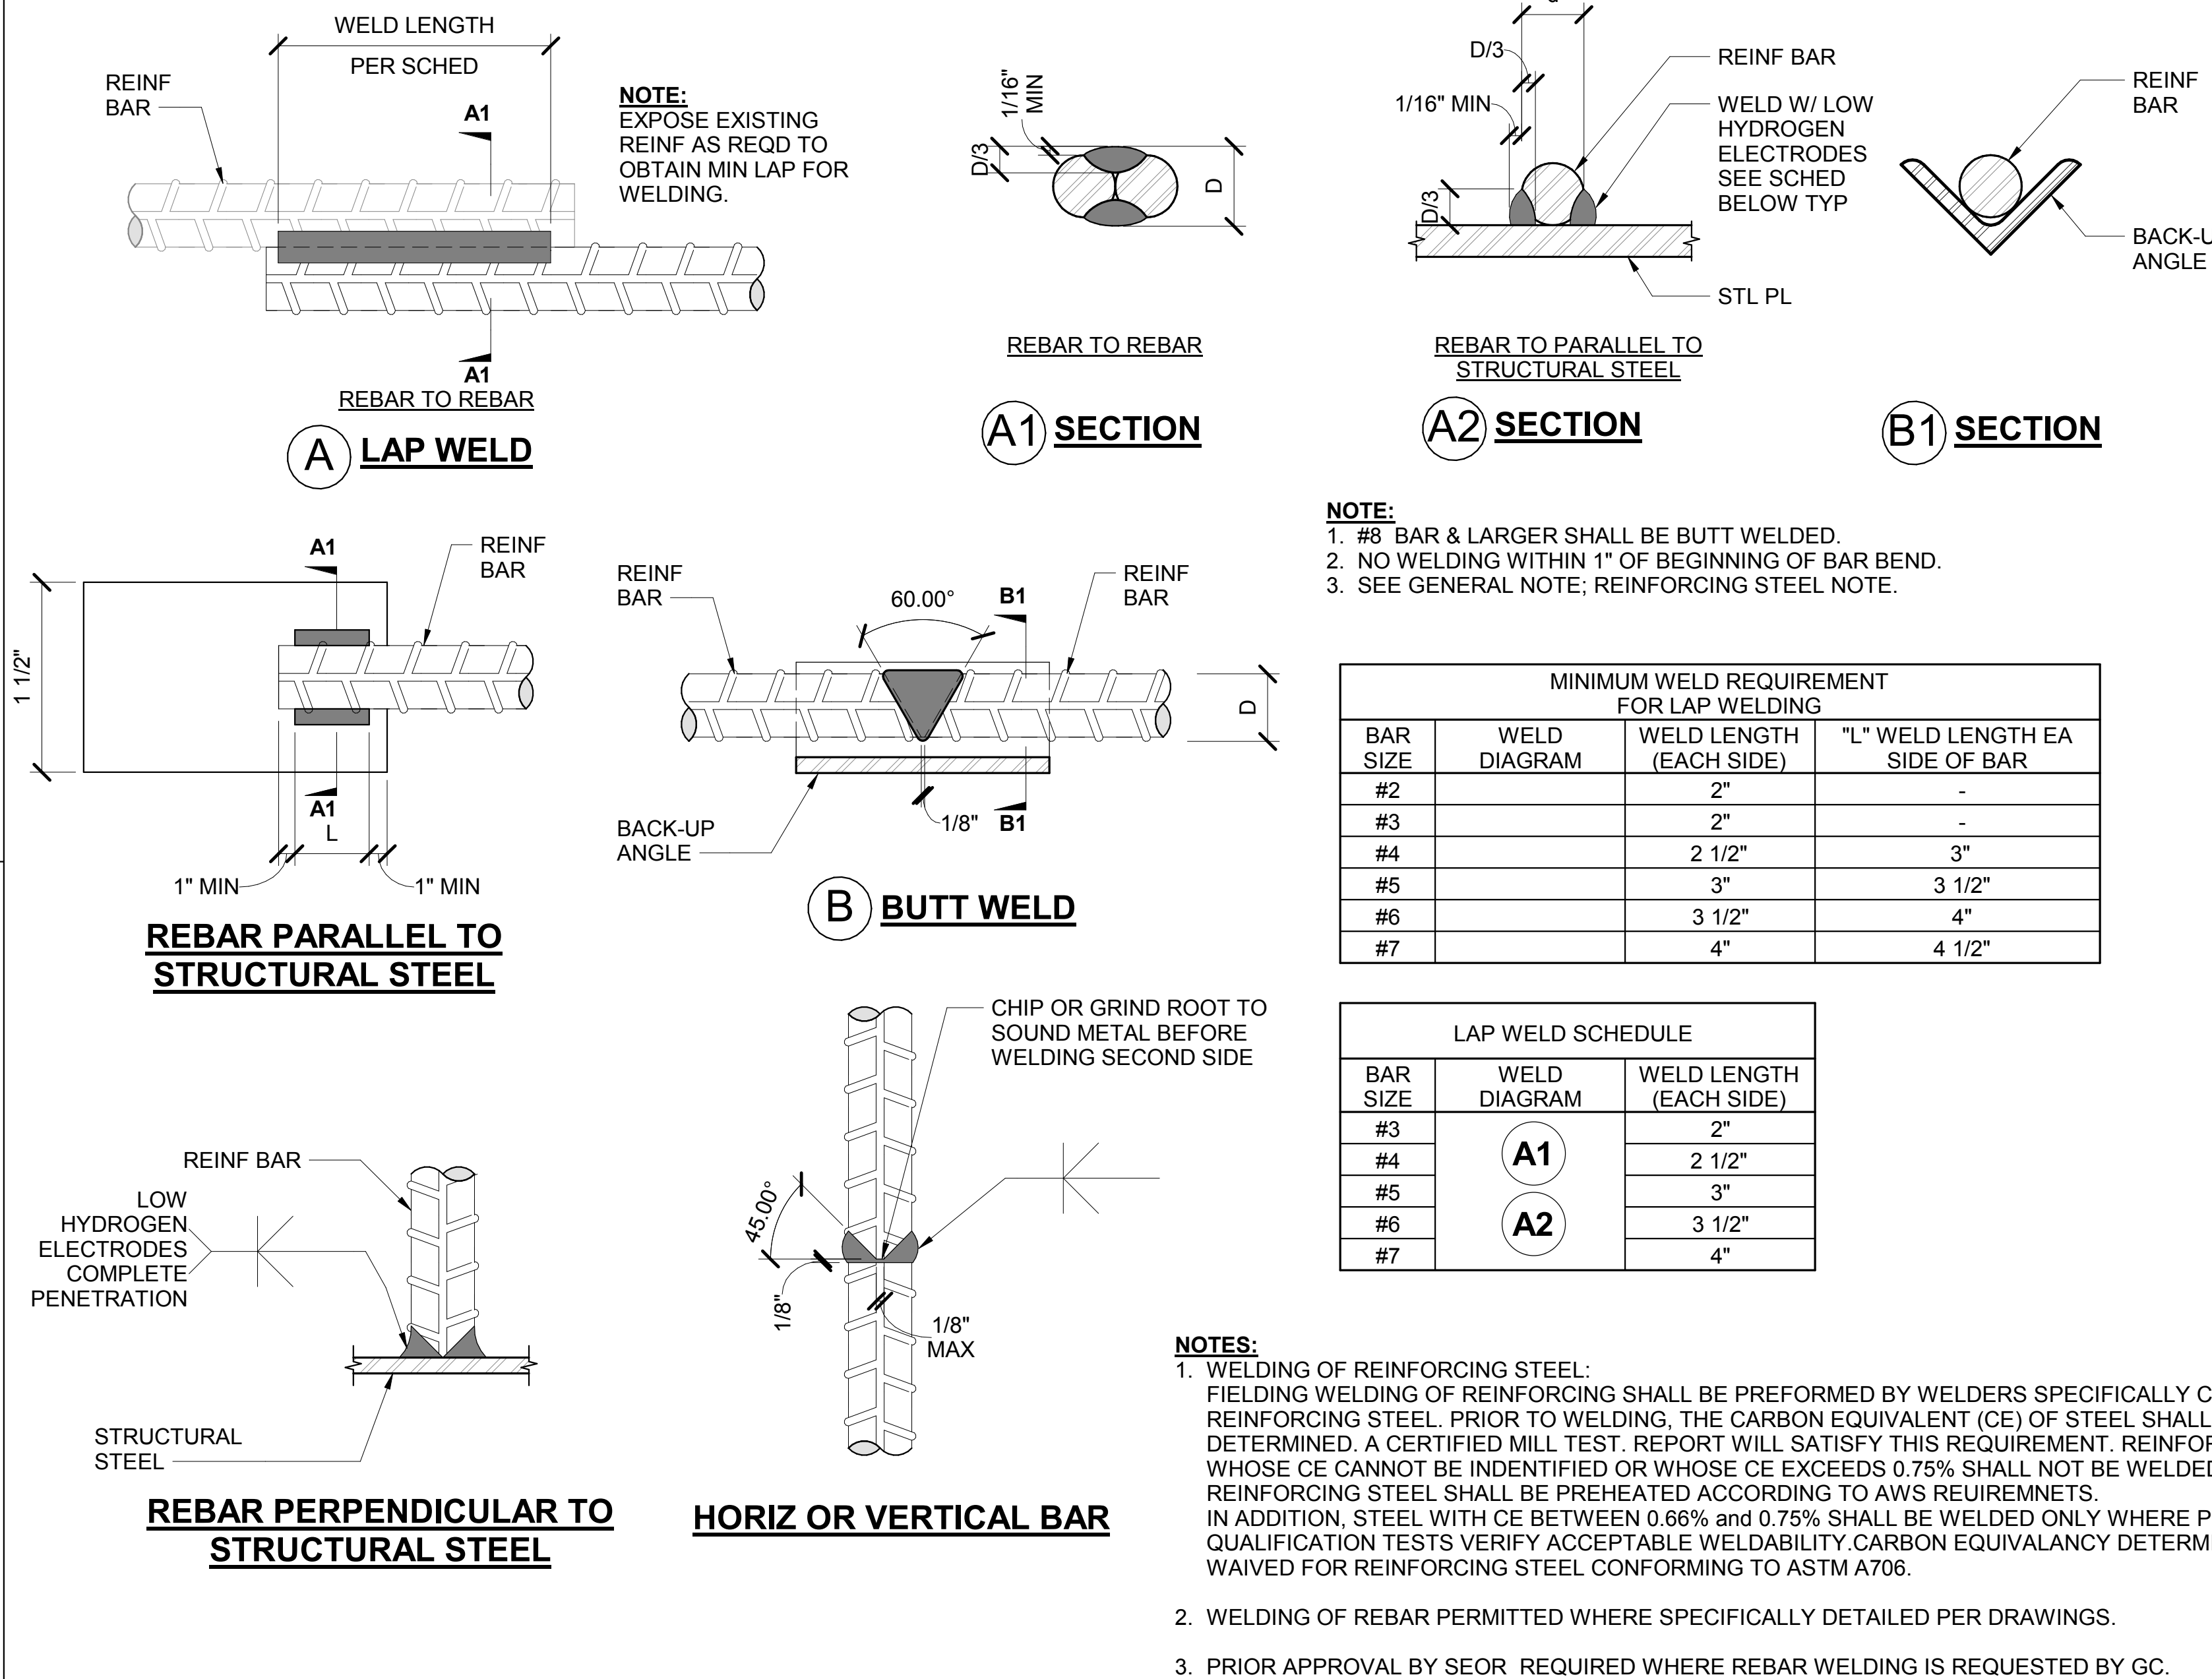 WELD LENGTH
PER SCHED
REINF
BAR
A1
NOTE:
EXPOSE EXISTING
REINF AS REQD TO
OBTAIN MIN LAP FOR
WELDING.
A1
REBAR TO REBAR
A LAP WELD
1/16"
MIN
D/3
D
REBAR TO REBAR
A1 SECTION
D/3
1/16" MIN
D/3
REINF BAR
WELD W/ LOW
HYDROGEN
ELECTRODES
SEE SCHED
BELOW TYP
STL PL
REBAR TO PARALLEL TO
STRUCTURAL STEEL
A2 SECTION
REINF
BAR
ANGLE
B1 SECTION
A1
REINF
BAR
1 1/2"
A1
L
1" MIN
1" MIN
REBAR PARALLEL TO
STRUCTURAL STEEL
REINF
BAR
60.00°
B1
REINF
BAR
D
1/8"
B1
BACK-UP
ANGLE
B BUTT WELD
NOTE:
1. #8 BAR & LARGER SHALL BE BUTT WELDED.
2. NO WELDING WITHIN 1" OF BEGINNING OF BAR BEND.
3. SEE GENERAL NOTE; REINFORCING STEEL NOTE.
MINIMUM WELD REQUIREMENT
FOR LAP WELDING
BAR SIZE WELD DIAGRAM WELD LENGTH (EACH SIDE) "L" WELD LENGTH EA SIDE OF BAR
#2 2" -
#3 2" -
#4 2 1/2" 3"
#5 3" 3 1/2"
#6 3 1/2" 4"
#7 4" 4 1/2"
LAP WELD SCHEDULE
BAR SIZE WELD DIAGRAM WELD LENGTH (EACH SIDE)
#3 2"
#4 A1 2 1/2"
#5 3"
#6 A2 3 1/2"
#7 4"
REINF BAR
LOW
HYDROGEN
ELECTRODES
COMPLETE
PENETRATION
STRUCTURAL
STEEL
REBAR PERPENDICULAR TO
STRUCTURAL STEEL
CHIP OR GRIND ROOT TO
SOUND METAL BEFORE
WELDING SECOND SIDE
45.00°
1/8"
1/8"
MAX
HORIZ OR VERTICAL BAR
NOTES:
1. WELDING OF REINFORCING STEEL:
FIELDING WELDING OF REINFORCING SHALL BE PREFORMED BY WELDERS SPECIFICALLY
REINFORCING STEEL. PRIOR TO WELDING, THE CARBON EQUIVALENT (CE) OF STEEL SHALL
DETERMINED. A CERTIFIED MILL TEST. REPORT WILL SATISFY THIS REQUIREMENT.
WHOSE CE CANNOT BE INDENTIFIED OR WHOSE CE EXCEEDS 0.75% SHALL NOT BE WELDED
REINFORCING STEEL SHALL BE PREHEATED ACCORDING TO AWS REUIREMNETS.
IN ADDITION, STEEL WITH CE BETWEEN 0.66% and 0.75% SHALL BE WELDED ONLY WHERE
QUALIFICATION TESTS VERIFY ACCEPTABLE WELDABILITY.CARBON EQUIVALANCY
WAIVED FOR REINFORCING STEEL CONFORMING TO ASTM A706.
2. WELDING OF REBAR PERMITTED WHERE SPECIFICALLY DETAILED PER DRAWINGS.
3. PRIOR APPROVAL BY SEOR REQUIRED WHERE REBAR WELDING IS REQUESTED BY GC.